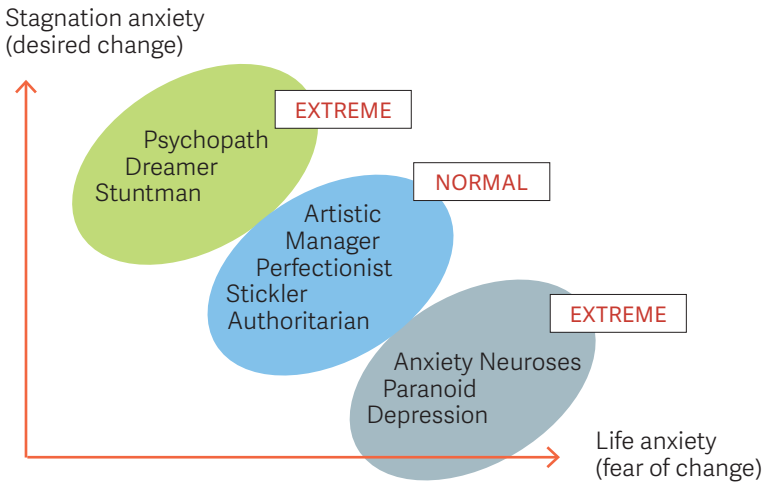 Stagnation anxiety
(desired change)
EXTREME
Psychopath
Dreamer
Stuntman
NORMAL
Artistic
Manager
Perfectionist
Stickler
Authoritarian
EXTREME
Anxiety Neuroses
Paranoid
Depression
Life anxiety
(fear of change)